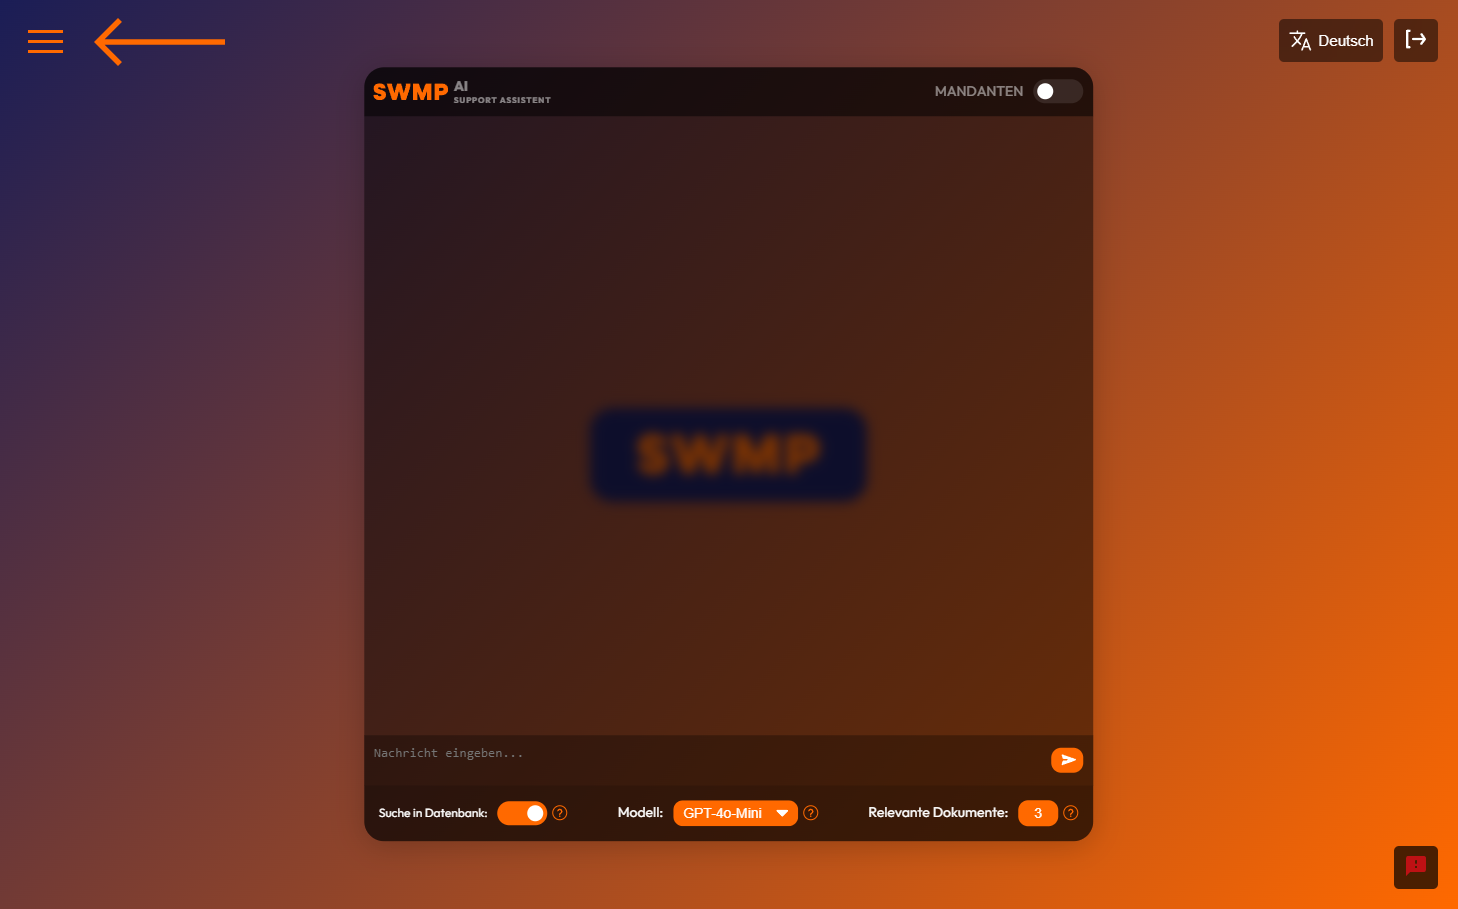 Deutsch
SWMP AI
SUPPORT ASSISTENT
MANDANTEN
SWMP
Nachricht eingeben...
Suche in Datenbank: ? Modell: GPT-4o-Mini ? Relevante Dokumente: 3 ?